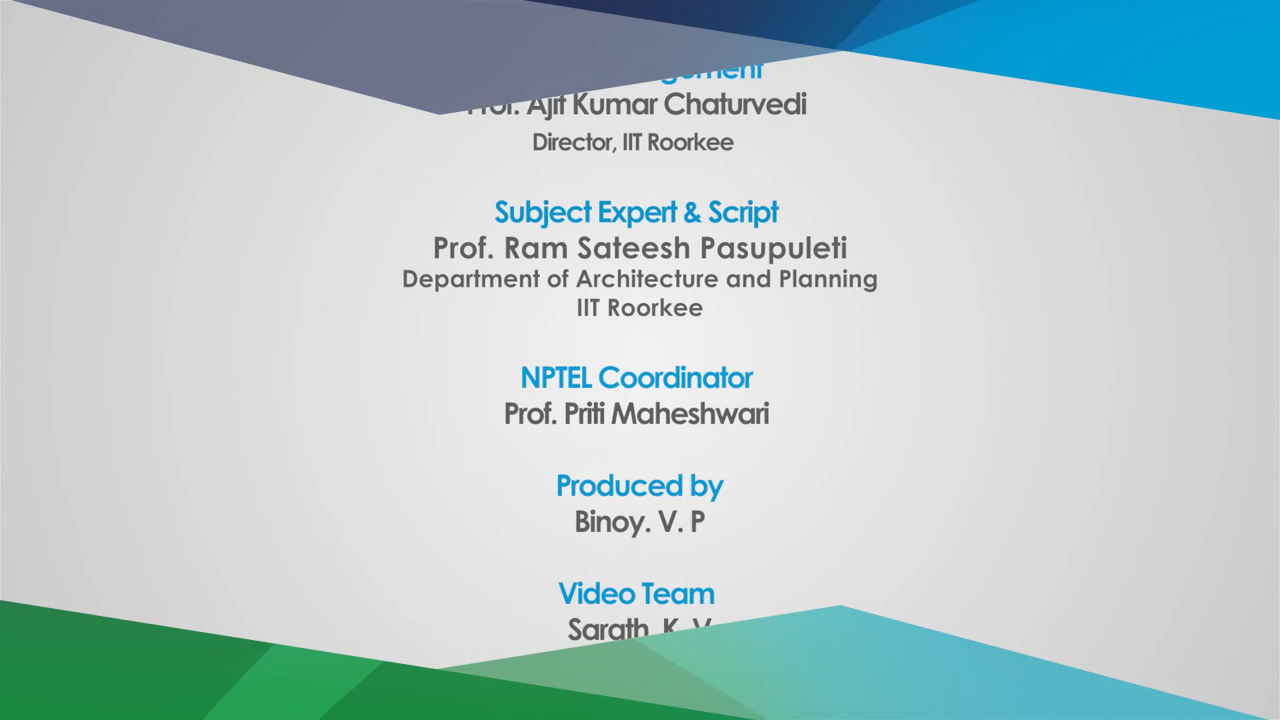 Prof. Ajit Kumar Chaturvedi
Director, IIT Roorkee
Subject Expert & Script
Prof. Ram Sateesh Pasupuleti
Department of Architecture and Planning
IIT Roorkee
NPTEL Coordinator
Prof. Priti Maheshwari
Produced by
Binoy. V. P
Video Team
Sarath. K. V